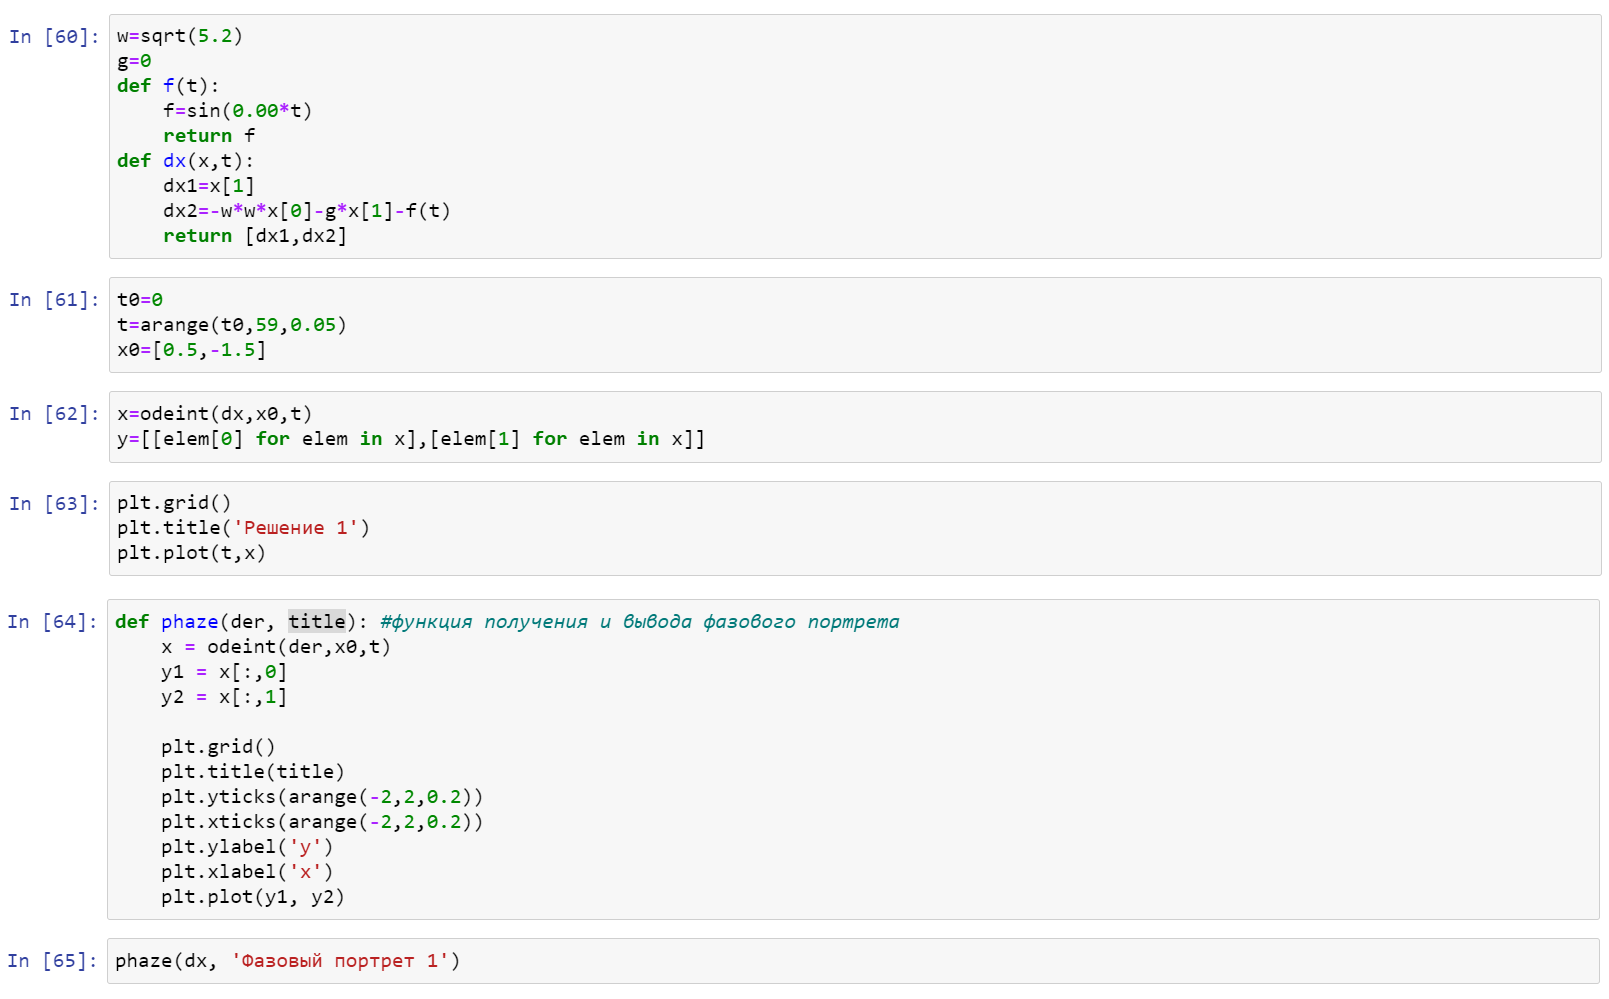 In [60]: w=sqrt(5.2)
g=0
def f(t):
    f=sin(0.00*t)
    return f
def dx(x,t):
    dx1=x[1]
    dx2=-w*w*x[0]-g*x[1]-f(t)
    return [dx1,dx2]
In [61]: t0=0
t=arange(t0,59,0.05)
x0=[0.5,-1.5]
In [62]: x=odeint(dx,x0,t)
y=[[elem[0] for elem in x],[elem[1] for elem in x]]
In [63]: plt.grid()
plt.title('Решение 1')
plt.plot(t,x)
In [64]: def phaze(der, title): #функция получения и вывода фазового портрета
    x = odeint(der,x0,t)
    y1 = x[:,0]
    y2 = x[:,1]

    plt.grid()
    plt.title(title)
    plt.yticks(arange(-2,2,0.2))
    plt.xticks(arange(-2,2,0.2))
    plt.ylabel('y')
    plt.xlabel('x')
    plt.plot(y1, y2)
In [65]: phaze(dx, 'Фазовый портрет 1')